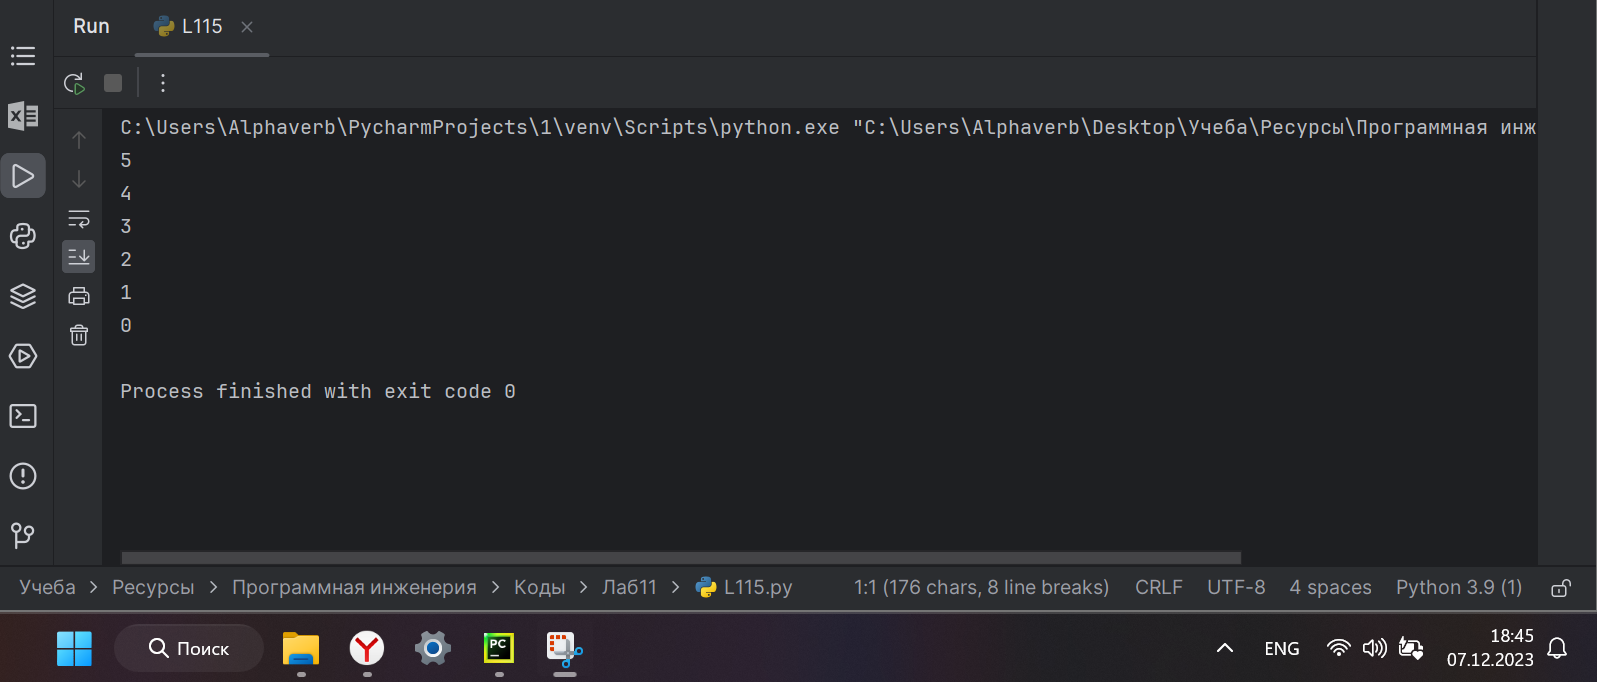 Run L115
C:\Users\Alphaverb\PycharmProjects\1\venv\Scripts\python.exe "C:\Users\Alphaverb\Desktop\Учеба\Ресурсы\Программная инж
5
4
3
2
1
0
Process finished with exit code 0
Учеба > Ресурсы > Программная инженерия > Коды > Лаб11 > L115.py 1:1 (176 chars, 8 line breaks) CRLF UTF-8 4 spaces Python 3.9 (1)
Поиск PC ENG 18:45
07.12.2023